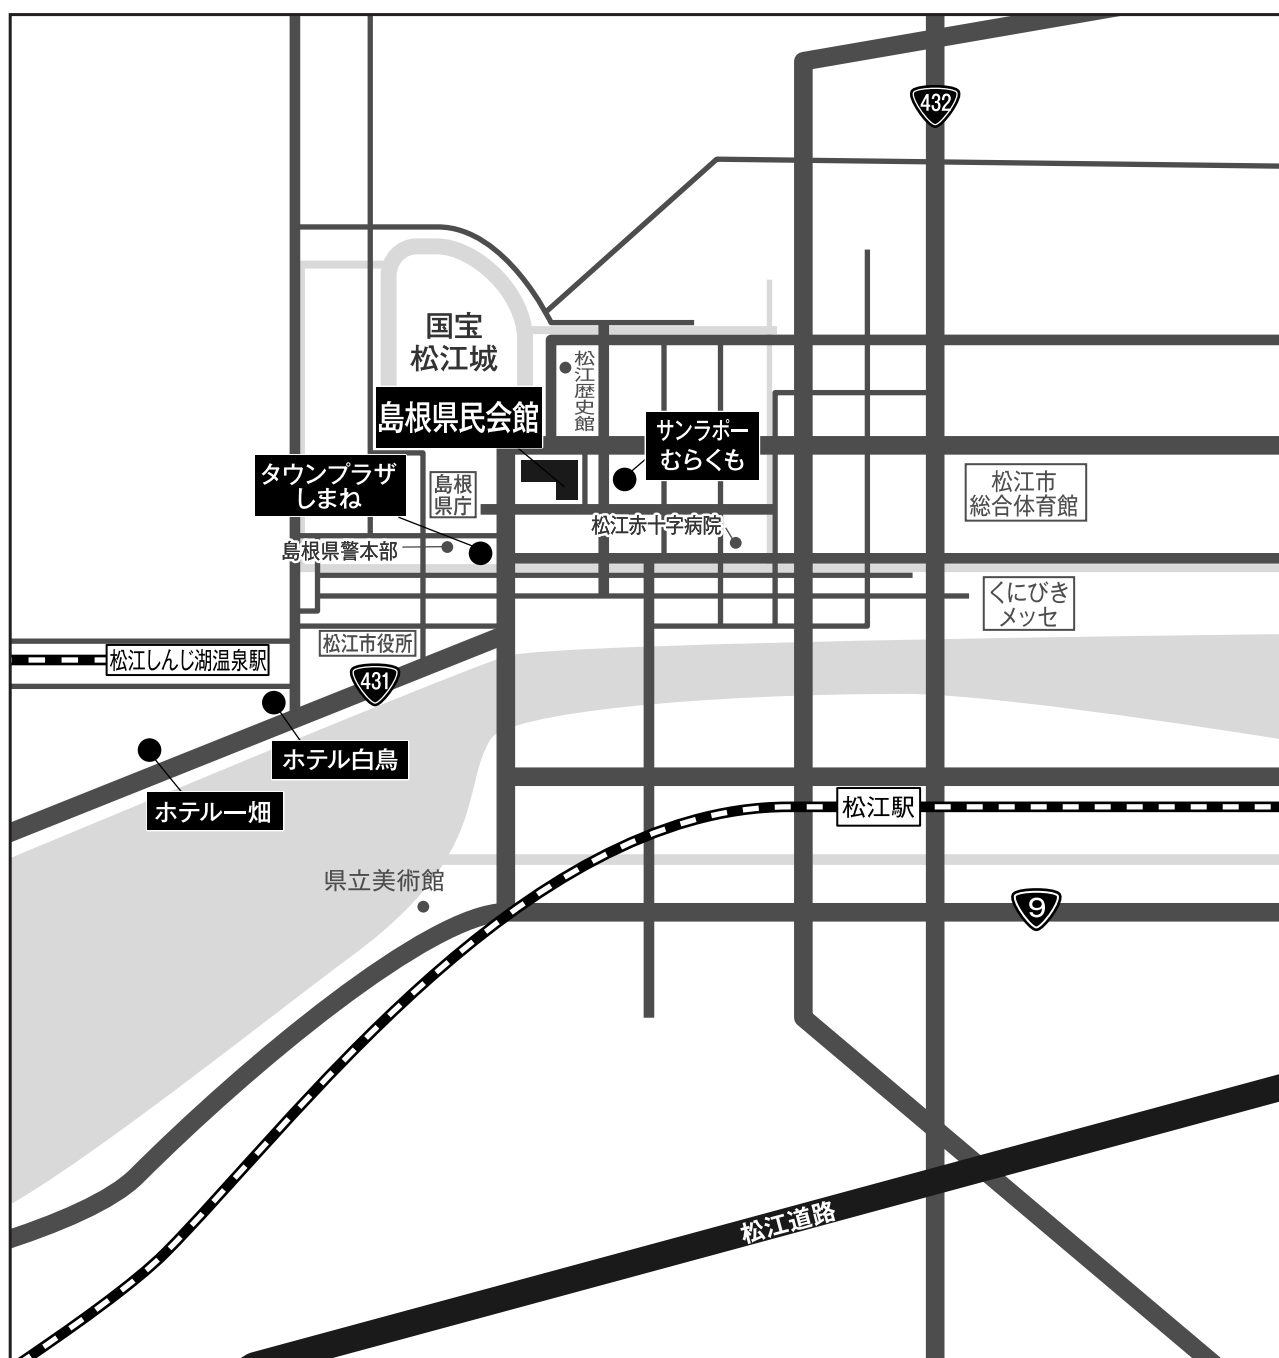 432
国宝
松江城
松江歴史館
島根県民会館
サンラポー
むらくも
タウンプラザ
しまね
島根
県庁
松江市
総合体育館
松江赤十字病院
島根県警本部
くにびき
メッセ
松江市役所
松江しんじ湖温泉駅
431
ホテル白鳥
ホテル一畑
松江駅
県立美術館
9
松江道路